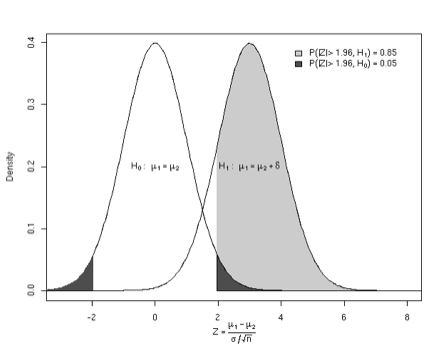 P(|Z|> 1.96, H₁) = 0.85
P(|Z|> 1.96, H₀) = 0.05
H₀ : μ₁ = μ₂
H₁ : μ₁ = μ₂ + δ
Density
0.4
0.3
0.2
0.1
0.0
-2 0 2 4 6 8
Z = (μ₁ − μ₂) / (σ/√n)